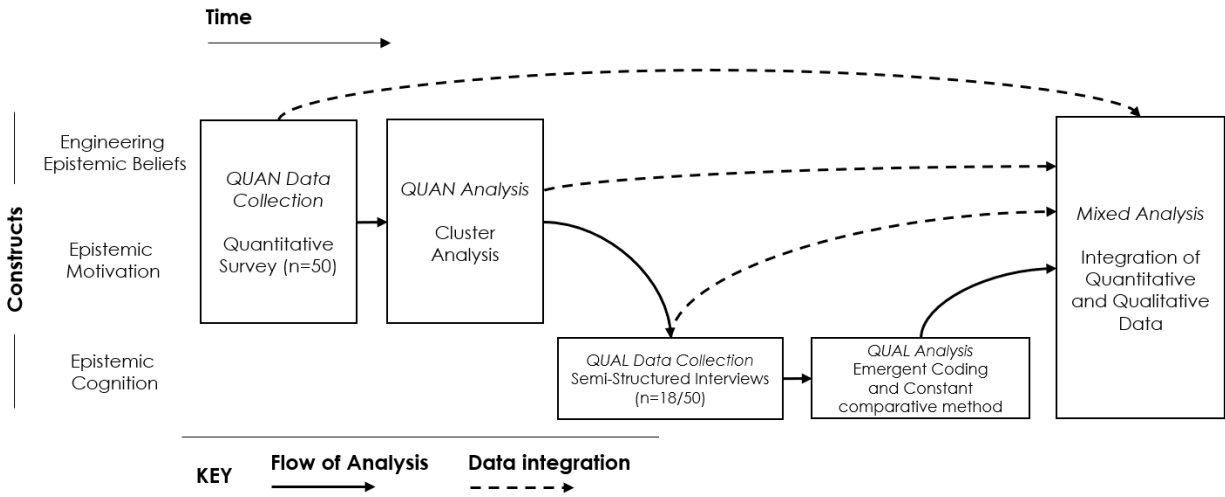 Time
Constructs
Engineering
Epistemic Beliefs
Epistemic
Motivation
Epistemic
Cognition
QUAN Data
Collection
Quantitative
Survey (n=50)
QUAN Analysis
Cluster
Analysis
QUAL Data Collection
Semi-Structured Interviews
(n=18/50)
QUAL Analysis
Emergent Coding
and Constant
comparative method
Mixed Analysis
Integration of
Quantitative
and Qualitative
Data
KEY
Flow of Analysis
Data integration